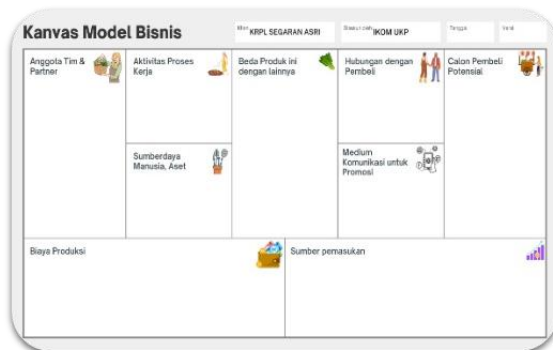 Kanvas Model Bisnis
KRPL SEGARAN ASRI
IKOM UKP
Anggota Tim &
Partner
Aktivitas Proses
Kerja
Beda Produk ini
dengan lainnya
Hubungan dengan
Pembeli
Calon Pembeli
Potensial
Sumberdaya
Manusia, Aset
Medium
Komunikasi untuk
Promosi
Biaya Produksi
Sumber pemasukan